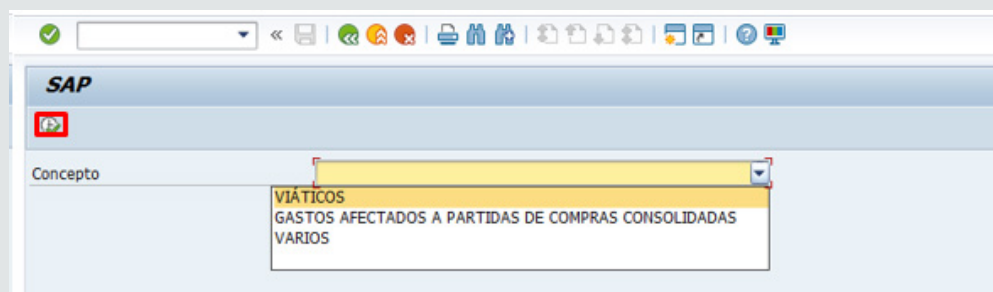 SAP
Concepto
VIÁTICOS
GASTOS AFECTADOS A PARTIDAS DE COMPRAS CONSOLIDADAS
VARIOS